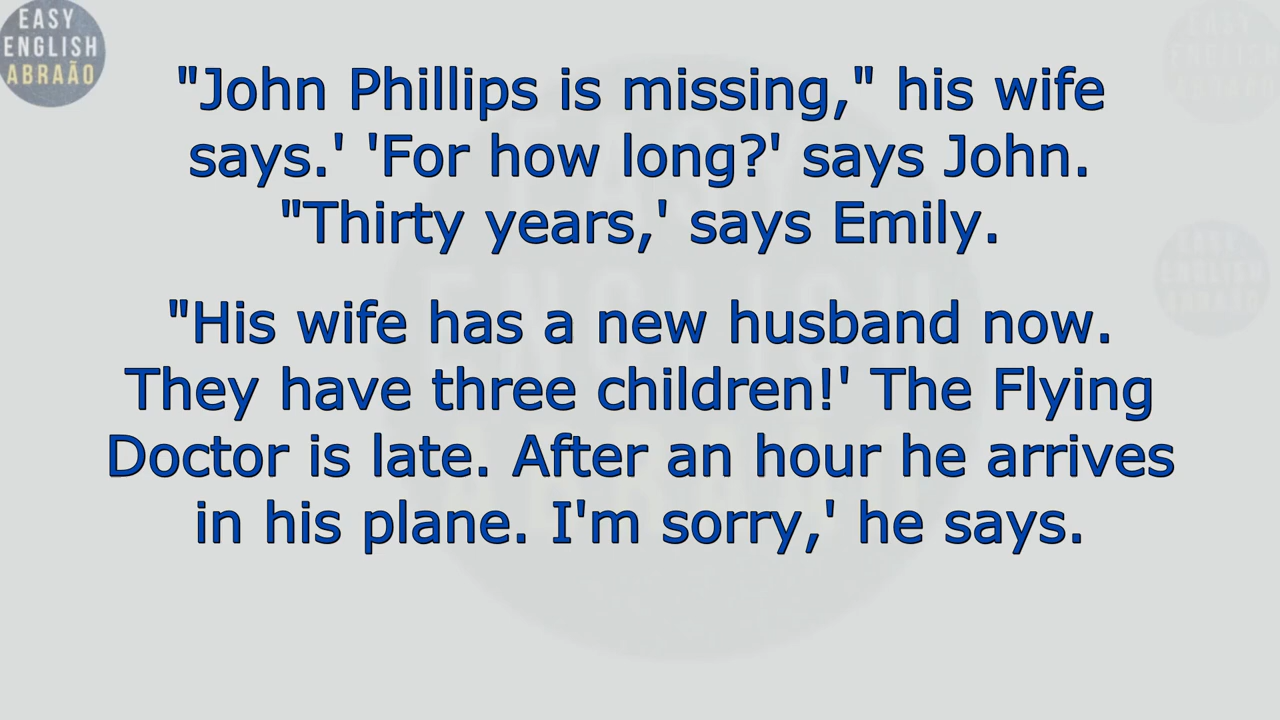 EASY
ENGLISH
ABRAÃO
"John Phillips is missing," his wife
says.' 'For how long?' says John.
"Thirty years,' says Emily.
"His wife has a new husband now.
They have three children!' The Flying
Doctor is late. After an hour he arrives
in his plane. I'm sorry,' he says.